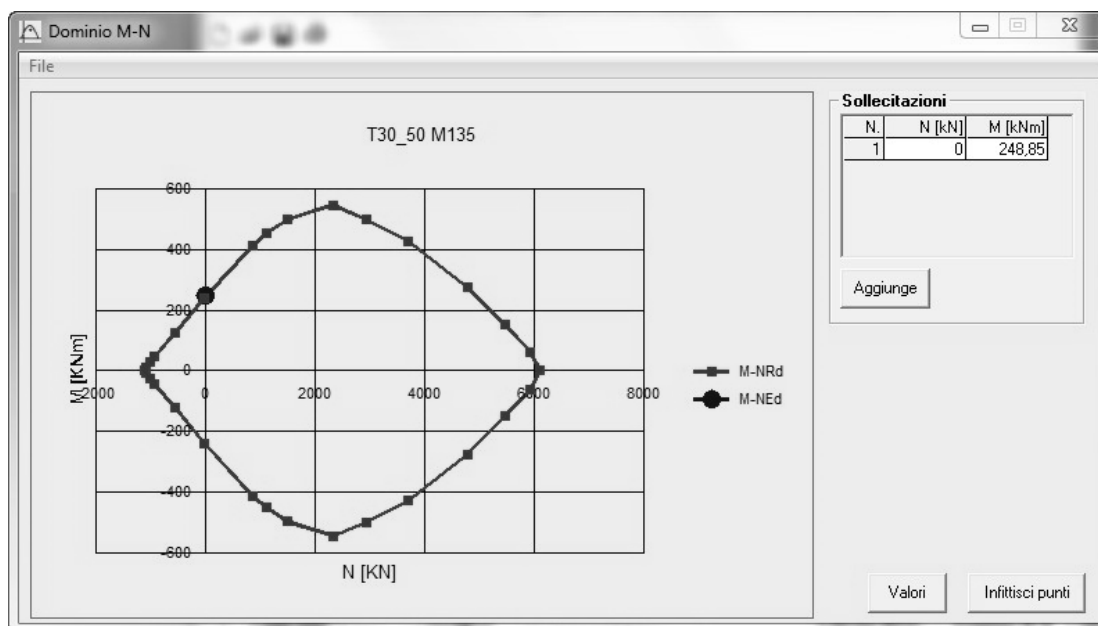 Dominio M-N
File
T30_50 M135
600
400
200
0
-200
-400
-600
M [KNm]
-2000 0 2000 4000 6000 8000
N [KN]
M-NRd
M-NEd
Sollecitazioni
N. N [kN] M [kNm]
1 0 248,85
Aggiunge
Valori
Infittisci punti